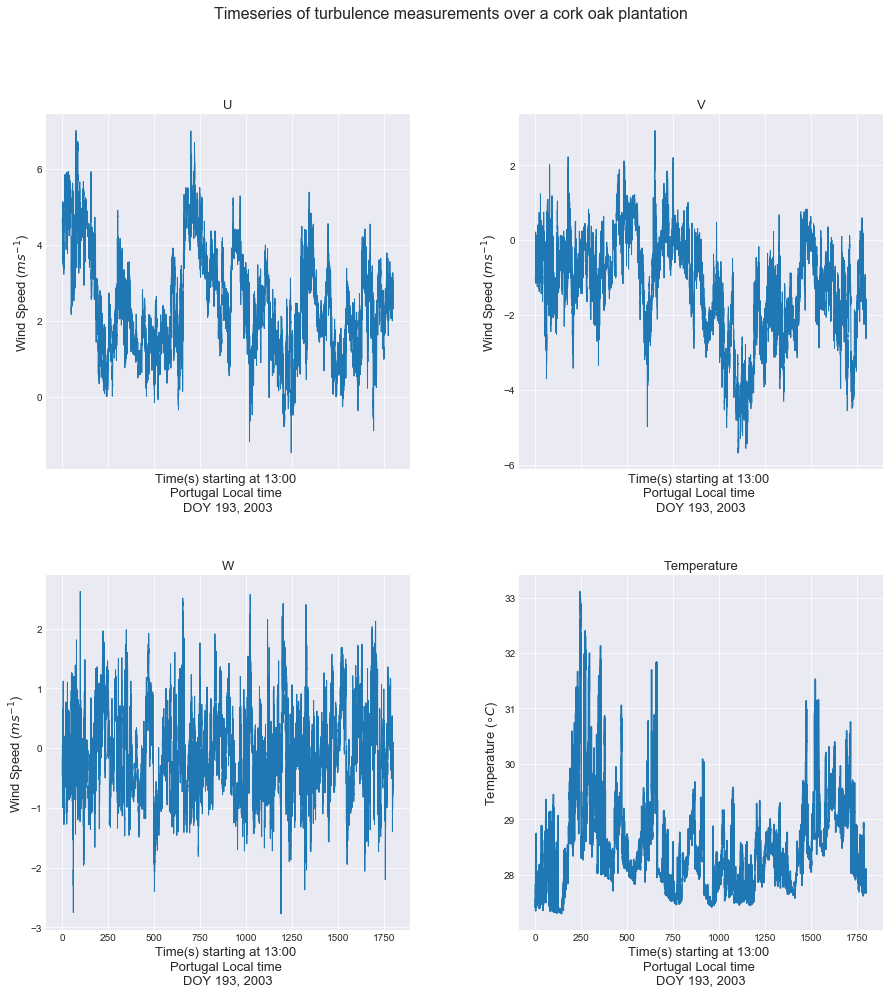 Timeseries of turbulence measurements over a cork oak plantation
U
6
4
2
0
Wind Speed (ms⁻¹)
Time(s) starting at 13:00
Portugal Local time
DOY 193, 2003
V
2
0
−2
−4
−6
Wind Speed (ms⁻¹)
Time(s) starting at 13:00
Portugal Local time
DOY 193, 2003
W
2
1
0
−1
−2
−3
Wind Speed (ms⁻¹)
0 250 500 750 1000 1250 1500 1750
Time(s) starting at 13:00
Portugal Local time
DOY 193, 2003
Temperature
33
32
31
30
29
28
Temperature (∘C)
0 250 500 750 1000 1250 1500 1750
Time(s) starting at 13:00
Portugal Local time
DOY 193, 2003